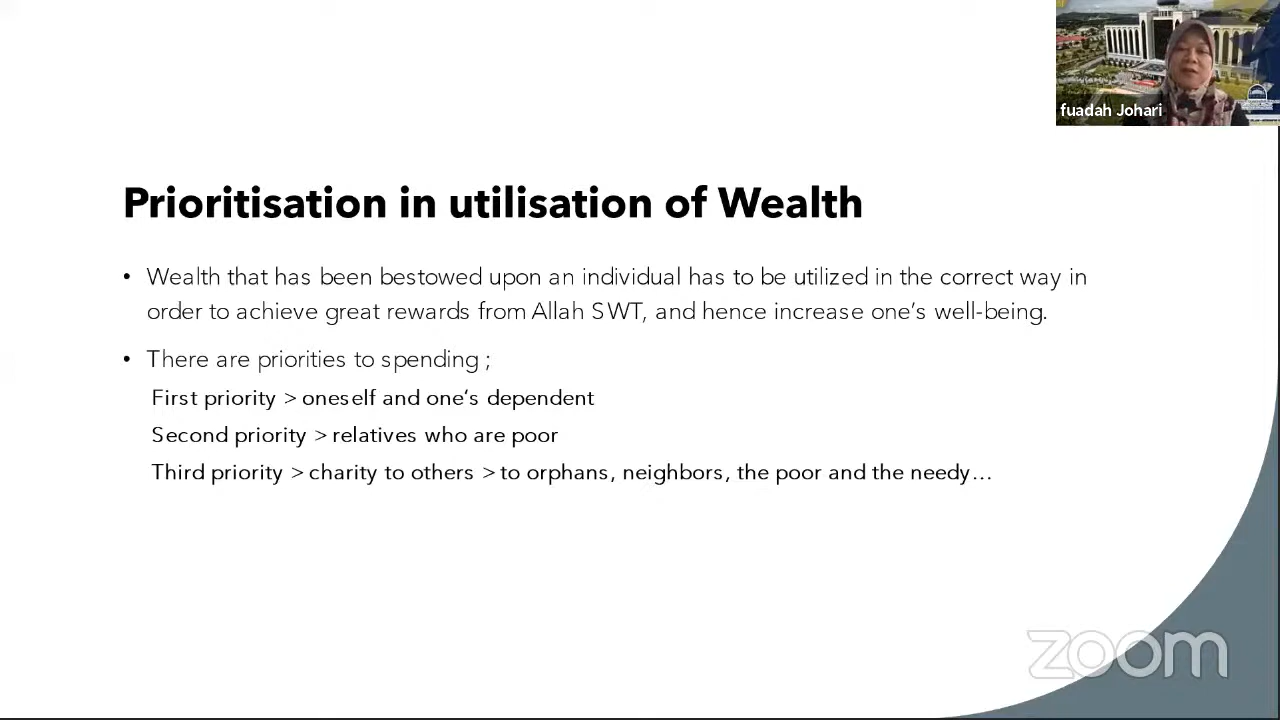 fuadah Johari
Prioritisation in utilisation of Wealth
• Wealth that has been bestowed upon an individual has to be utilized in the correct way in
order to achieve great rewards from Allah SWT, and hence increase one's well-being.
• There are priorities to spending ;
First priority > oneself and one's dependent
Second priority > relatives who are poor
Third priority > charity to others > to orphans, neighbors, the poor and the needy...
zoom